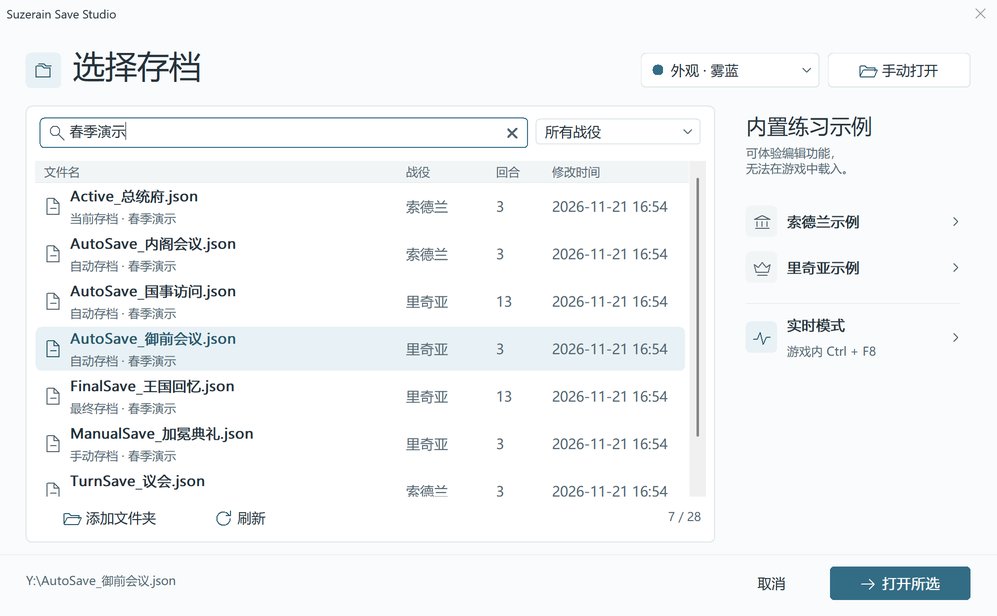 Suzerain Save Studio
选择存档
外观 · 雾蓝
手动打开
春季演示
所有战役
文件名 战役 回合 修改时间
Active_总统府.json
当前存档 · 春季演示
索德兰 3 2026-11-21 16:54
AutoSave_内阁会议.json
自动存档 · 春季演示
索德兰 3 2026-11-21 16:54
AutoSave_国事访问.json
自动存档 · 春季演示
里奇亚 13 2026-11-21 16:54
AutoSave_御前会议.json
自动存档 · 春季演示
里奇亚 3 2026-11-21 16:54
FinalSave_王国回忆.json
最终存档 · 春季演示
里奇亚 13 2026-11-21 16:54
ManualSave_加冕典礼.json
手动存档 · 春季演示
里奇亚 3 2026-11-21 16:54
TurnSave_议会.json
索德兰 3 2026-11-21 16:54
添加文件夹
刷新
7 / 28
内置练习示例
可体验编辑功能，
无法在游戏中载入。
索德兰示例
里奇亚示例
实时模式
游戏内 Ctrl + F8
Y:\AutoSave_御前会议.json
取消
打开所选